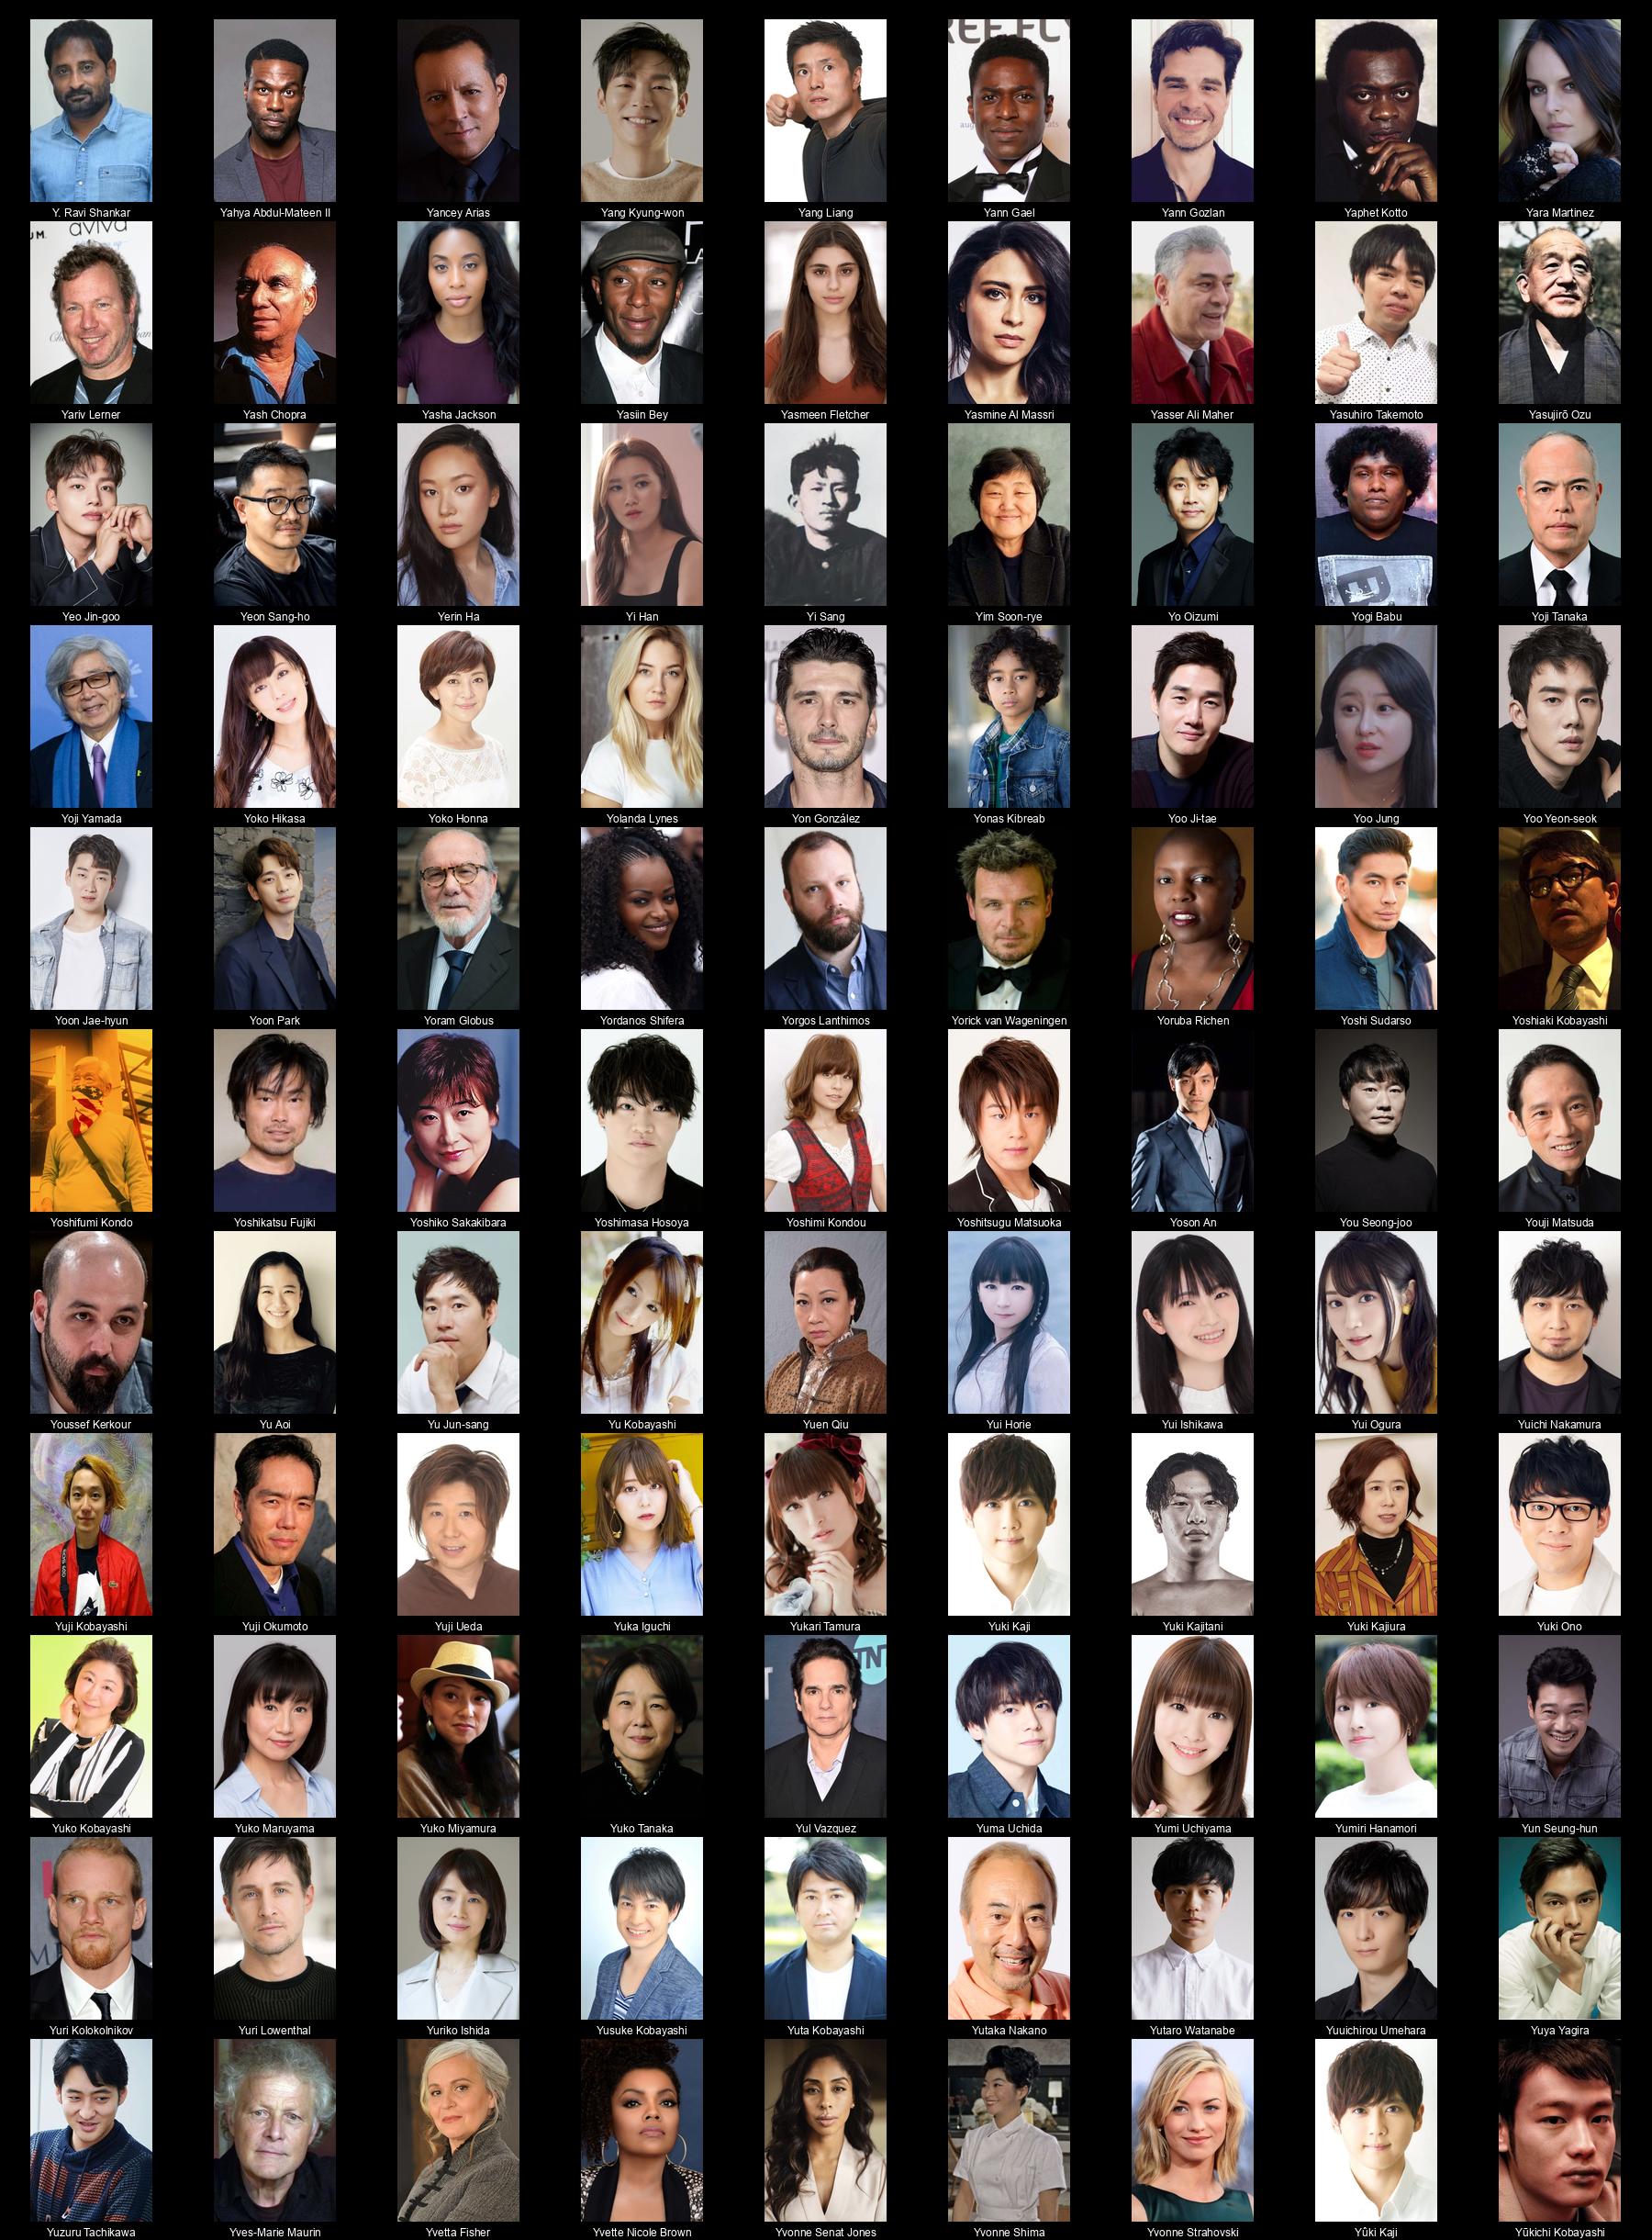 REE FLY
Y. Ravi Shankar
Yahya Abdul-Mateen II
Yancey Arias
Yang Kyung-won
Yang Liang
Yann Gael
Yann Gozlan
Yaphet Kotto
Yara Martinez
aviva
Yariv Lerner
Yash Chopra
Yasha Jackson
Yasiin Bey
Yasmeen Fletcher
Yasmine Al Massri
Yasser Ali Maher
Yasuhiro Takemoto
Yasujirō Ozu
Yeo Jin-goo
Yeon Sang-ho
Yerin Ha
Yi Han
Yi Sang
Yim Soon-rye
Yo Oizumi
Yogi Babu
Yoji Tanaka
Yoji Yamada
Yoko Hikasa
Yoko Honna
Yolanda Lynes
Yon González
Yonas Kibreab
Yoo Ji-tae
Yoo Jung
Yoo Yeon-seok
Yoon Jae-hyun
Yoon Park
Yoram Globus
Yordanos Shifera
Yorgos Lanthimos
Yorick van Wageningen
Yoruba Richen
Yoshi Sudarso
Yoshiaki Kobayashi
Yoshifumi Kondo
Yoshikatsu Fujiki
Yoshiko Sakakibara
Yoshimasa Hosoya
Yoshimi Kondou
Yoshitsugu Matsuoka
Yoson An
You Seong-joo
Youji Matsuda
Youssef Kerkour
Yu Aoi
Yu Jun-sang
Yu Kobayashi
Yuen Qiu
Yui Horie
Yui Ishikawa
Yui Ogura
Yuichi Nakamura
Yuji Kobayashi
Yuji Okumoto
Yuji Ueda
Yuka Iguchi
Yukari Tamura
Yuki Kaji
Yuki Kajitani
Yuki Kajiura
Yuki Ono
TNT
Yuko Kobayashi
Yuko Maruyama
Yuko Miyamura
Yuko Tanaka
Yul Vazquez
Yuma Uchida
Yumi Uchiyama
Yumiri Hanamori
Yun Seung-hun
Yuri Kolokolnikov
Yuri Lowenthal
Yuriko Ishida
Yusuke Kobayashi
Yuta Kobayashi
Yutaka Nakano
Yutaro Watanabe
Yuuichirou Umehara
Yuya Yagira
Yuzuru Tachikawa
Yves-Marie Maurin
Yvetta Fisher
Yvette Nicole Brown
Yvonne Senat Jones
Yvonne Shima
Yvonne Strahovski
Yūki Kaji
Yūkichi Kobayashi